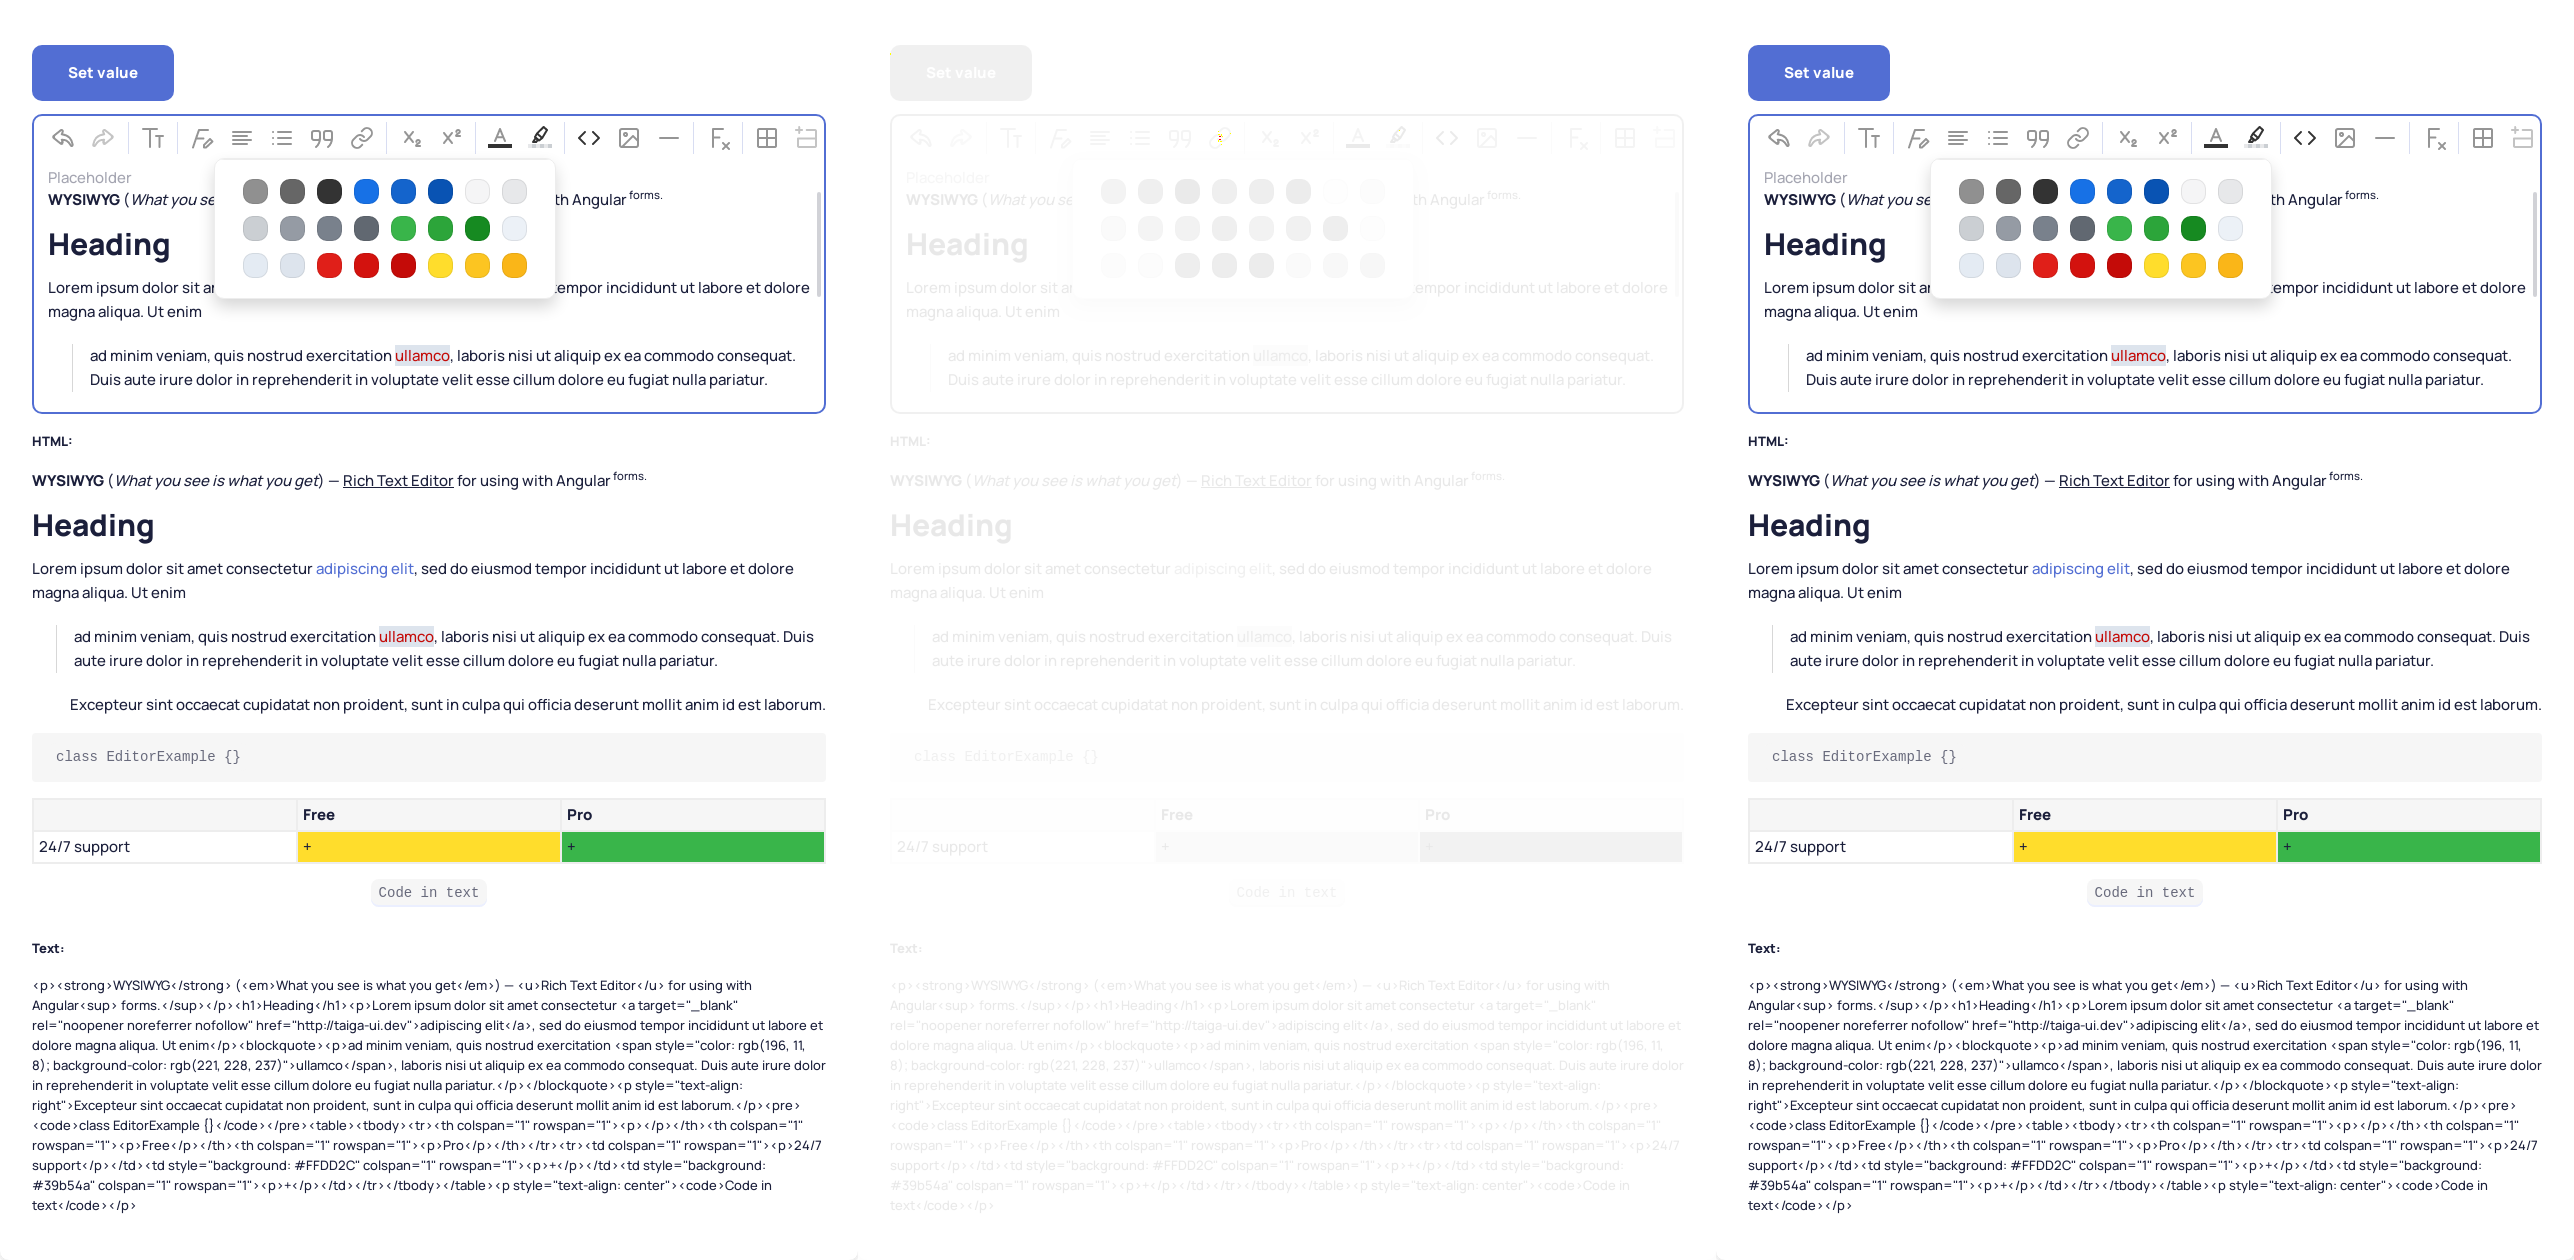 Set value
Placeholder
WYSIWYG (What you se th Angular forms.
Heading
Lorem ipsum dolor sit tempor incididunt ut labore et dolore
magna aliqua. Ut enim
ad minim veniam, quis nostrud exercitation ullamco, laboris nisi ut aliquip ex ea commodo consequat.
Duis aute irure dolor in reprehenderit in voluptate velit esse cillum dolore eu fugiat nulla pariatur.
HTML:
WYSIWYG (What you see is what you get) — Rich Text Editor for using with Angular forms.
Heading
Lorem ipsum dolor sit amet consectetur adipiscing elit, sed do eiusmod tempor incididunt ut labore et dolore
magna aliqua. Ut enim
ad minim veniam, quis nostrud exercitation ullamco, laboris nisi ut aliquip ex ea commodo consequat. Duis
aute irure dolor in reprehenderit in voluptate velit esse cillum dolore eu fugiat nulla pariatur.
Excepteur sint occaecat cupidatat non proident, sunt in culpa qui officia deserunt mollit anim id est laborum.
class EditorExample {}
Free Pro
24/7 support + +
Code in text
Text:
<p><strong>WYSIWYG</strong> (<em>What you see is what you get</em>) — <u>Rich Text Editor</u> for using with
Angular<sup> forms.</sup></p><h1>Heading</h1><p>Lorem ipsum dolor sit amet consectetur <a target="_blank"
rel="noopener noreferrer nofollow" href="http://taiga-ui.dev">adipiscing elit</a>, sed do eiusmod tempor incididunt ut labore et
dolore magna aliqua. Ut enim</p><blockquote><p>ad minim veniam, quis nostrud exercitation <span style="color: rgb(196, 11,
8); background-color: rgb(221, 228, 237)">ullamco</span>, laboris nisi ut aliquip ex ea commodo consequat. Duis aute irure dolor
in reprehenderit in voluptate velit esse cillum dolore eu fugiat nulla pariatur.</p></blockquote><p style="text-align:
right">Excepteur sint occaecat cupidatat non proident, sunt in culpa qui officia deserunt mollit anim id est laborum.</p><pre>
<code>class EditorExample {}</code></pre><table><tbody><tr><th colspan="1" rowspan="1"><p></p></th><th colspan="1"
rowspan="1"><p>Free</p></th><th colspan="1" rowspan="1"><p>Pro</p></th></tr><tr><td colspan="1" rowspan="1"><p>24/7
support</p></td><td style="background: #FFDD2C" colspan="1" rowspan="1"><p>+</p></td><td style="background:
#39b54a" colspan="1" rowspan="1"><p>+</p></td></tr></tbody></table><p style="text-align: center"><code>Code in
text</code></p>
Set value
Placeholder
WYSIWYG (What you se th Angular forms.
Heading
Lorem ipsum dolor sit tempor incididunt ut labore et dolore
magna aliqua. Ut enim
ad minim veniam, quis nostrud exercitation ullamco, laboris nisi ut aliquip ex ea commodo consequat.
Duis aute irure dolor in reprehenderit in voluptate velit esse cillum dolore eu fugiat nulla pariatur.
HTML:
WYSIWYG (What you see is what you get) — Rich Text Editor for using with Angular forms.
Heading
Lorem ipsum dolor sit amet consectetur adipiscing elit, sed do eiusmod tempor incididunt ut labore et dolore
magna aliqua. Ut enim
ad minim veniam, quis nostrud exercitation ullamco, laboris nisi ut aliquip ex ea commodo consequat. Duis
aute irure dolor in reprehenderit in voluptate velit esse cillum dolore eu fugiat nulla pariatur.
Excepteur sint occaecat cupidatat non proident, sunt in culpa qui officia deserunt mollit anim id est laborum.
class EditorExample {}
Free Pro
24/7 support + +
Code in text
Text:
<p><strong>WYSIWYG</strong> (<em>What you see is what you get</em>) — <u>Rich Text Editor</u> for using with
Angular<sup> forms.</sup></p><h1>Heading</h1><p>Lorem ipsum dolor sit amet consectetur <a target="_blank"
rel="noopener noreferrer nofollow" href="http://taiga-ui.dev">adipiscing elit</a>, sed do eiusmod tempor incididunt ut labore et
dolore magna aliqua. Ut enim</p><blockquote><p>ad minim veniam, quis nostrud exercitation <span style="color: rgb(196, 11,
8); background-color: rgb(221, 228, 237)">ullamco</span>, laboris nisi ut aliquip ex ea commodo consequat. Duis aute irure dolor
in reprehenderit in voluptate velit esse cillum dolore eu fugiat nulla pariatur.</p></blockquote><p style="text-align:
right">Excepteur sint occaecat cupidatat non proident, sunt in culpa qui officia deserunt mollit anim id est laborum.</p><pre>
<code>class EditorExample {}</code></pre><table><tbody><tr><th colspan="1" rowspan="1"><p></p></th><th colspan="1"
rowspan="1"><p>Free</p></th><th colspan="1" rowspan="1"><p>Pro</p></th></tr><tr><td colspan="1" rowspan="1"><p>24/7
support</p></td><td style="background: #FFDD2C" colspan="1" rowspan="1"><p>+</p></td><td style="background:
#39b54a" colspan="1" rowspan="1"><p>+</p></td></tr></tbody></table><p style="text-align: center"><code>Code in
text</code></p>
Set value
Placeholder
WYSIWYG (What you se th Angular forms.
Heading
Lorem ipsum dolor sit tempor incididunt ut labore et dolore
magna aliqua. Ut enim
ad minim veniam, quis nostrud exercitation ullamco, laboris nisi ut aliquip ex ea commodo consequat.
Duis aute irure dolor in reprehenderit in voluptate velit esse cillum dolore eu fugiat nulla pariatur.
HTML:
WYSIWYG (What you see is what you get) — Rich Text Editor for using with Angular forms.
Heading
Lorem ipsum dolor sit amet consectetur adipiscing elit, sed do eiusmod tempor incididunt ut labore et dolore
magna aliqua. Ut enim
ad minim veniam, quis nostrud exercitation ullamco, laboris nisi ut aliquip ex ea commodo consequat. Duis
aute irure dolor in reprehenderit in voluptate velit esse cillum dolore eu fugiat nulla pariatur.
Excepteur sint occaecat cupidatat non proident, sunt in culpa qui officia deserunt mollit anim id est laborum.
class EditorExample {}
Free Pro
24/7 support + +
Code in text
Text:
<p><strong>WYSIWYG</strong> (<em>What you see is what you get</em>) — <u>Rich Text Editor</u> for using with
Angular<sup> forms.</sup></p><h1>Heading</h1><p>Lorem ipsum dolor sit amet consectetur <a target="_blank"
rel="noopener noreferrer nofollow" href="http://taiga-ui.dev">adipiscing elit</a>, sed do eiusmod tempor incididunt ut labore et
dolore magna aliqua. Ut enim</p><blockquote><p>ad minim veniam, quis nostrud exercitation <span style="color: rgb(196, 11,
8); background-color: rgb(221, 228, 237)">ullamco</span>, laboris nisi ut aliquip ex ea commodo consequat. Duis aute irure dolor
in reprehenderit in voluptate velit esse cillum dolore eu fugiat nulla pariatur.</p></blockquote><p style="text-align:
right">Excepteur sint occaecat cupidatat non proident, sunt in culpa qui officia deserunt mollit anim id est laborum.</p><pre>
<code>class EditorExample {}</code></pre><table><tbody><tr><th colspan="1" rowspan="1"><p></p></th><th colspan="1"
rowspan="1"><p>Free</p></th><th colspan="1" rowspan="1"><p>Pro</p></th></tr><tr><td colspan="1" rowspan="1"><p>24/7
support</p></td><td style="background: #FFDD2C" colspan="1" rowspan="1"><p>+</p></td><td style="background:
#39b54a" colspan="1" rowspan="1"><p>+</p></td></tr></tbody></table><p style="text-align: center"><code>Code in
text</code></p>